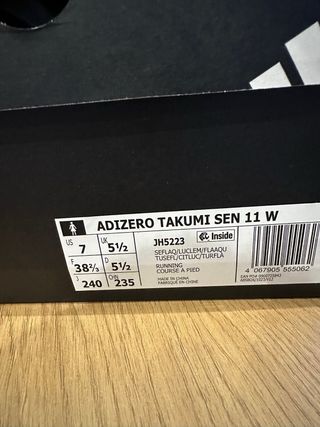 ADIZERO TAKUMI SEN 11 W
US 7 UK 5½ JH5223 Inside
F 38⅔ D 5½ SEFLAQ/LUCLEM/FLAAQU
TUSEFL/CITLUC/TURFLA
J 240 CHN 235 RUNNING
COURSE A PIED
MADE IN CHINA
FABRIQUE EN CHINE
4 067905 555062